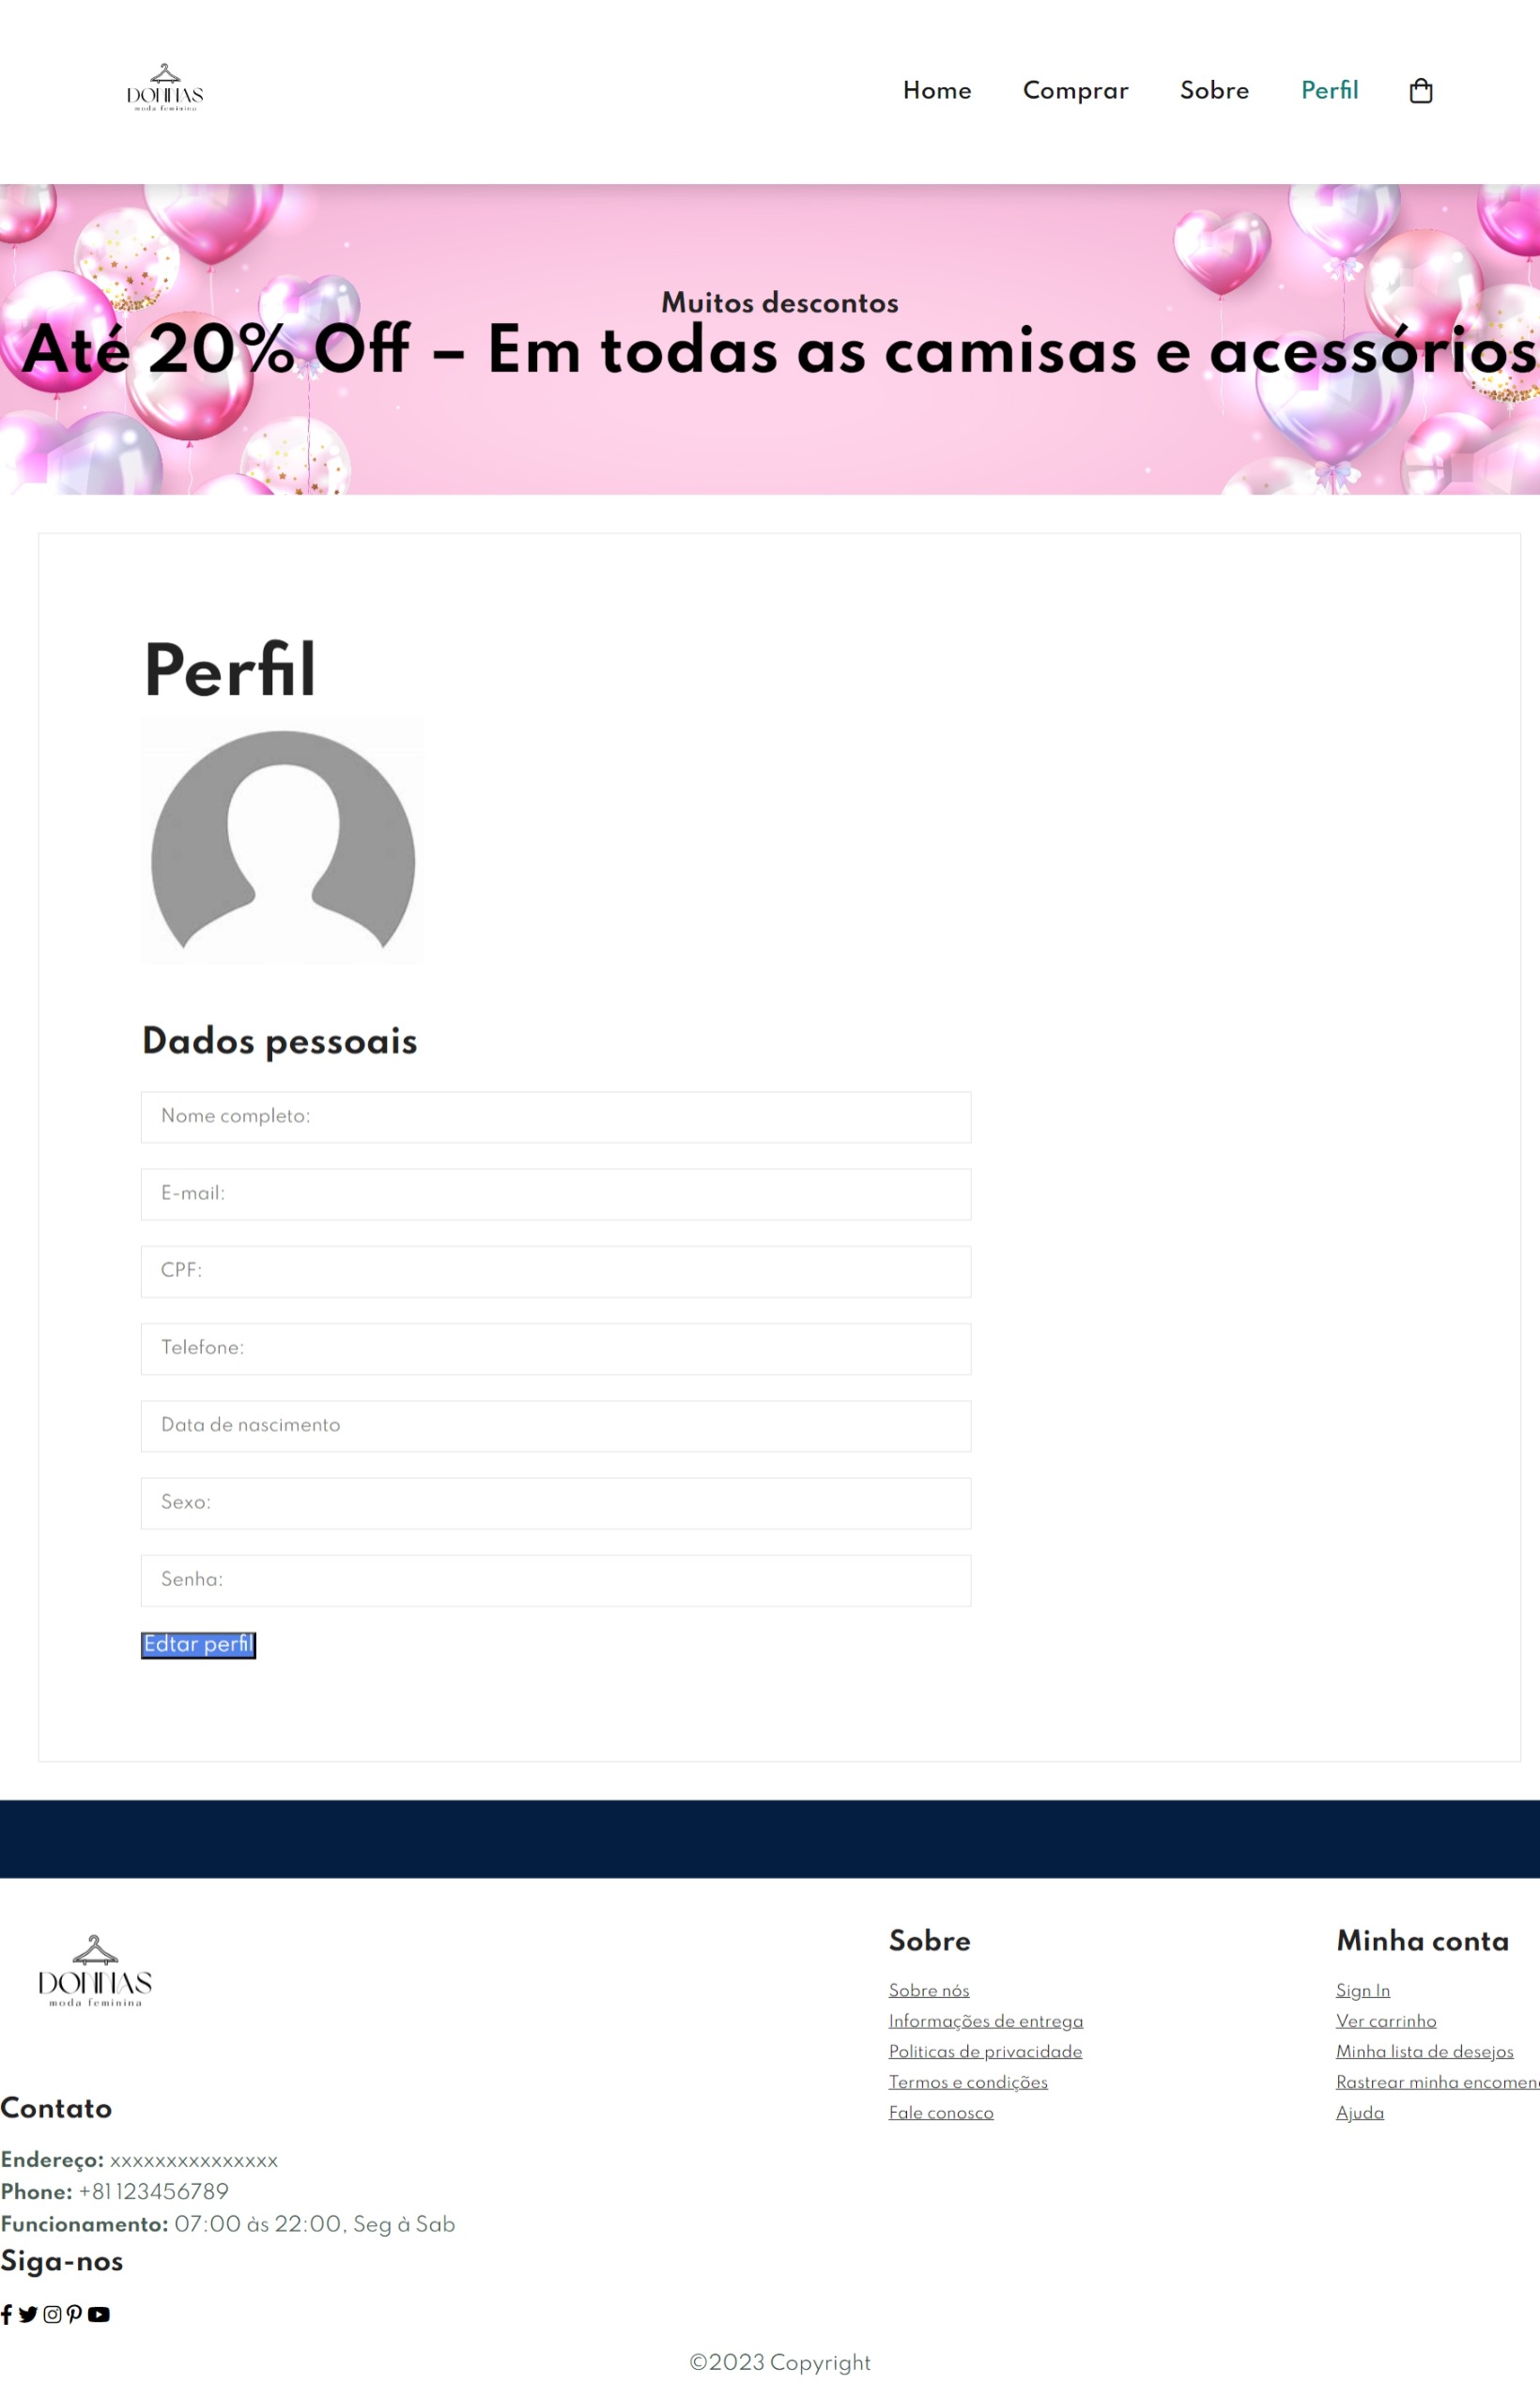 DONNAS
moda feminina
Home
Comprar
Sobre
Perfil
Muitos descontos
Até 20% Off – Em todas as camisas e acessórios
Perfil
Dados pessoais
Nome completo:
E-mail:
CPF:
Telefone:
Data de nascimento
Sexo:
Senha:
Edtar perfil
DONNAS
moda feminina
Contato
Endereço: xxxxxxxxxxxxxxx
Phone: +81 123456789
Funcionamento: 07:00 às 22:00, Seg à Sab
Siga-nos
Sobre
Sobre nós
Informações de entrega
Politicas de privacidade
Termos e condições
Fale conosco
Minha conta
Sign In
Ver carrinho
Minha lista de desejos
Rastrear minha encomen
Ajuda
©2023 Copyright